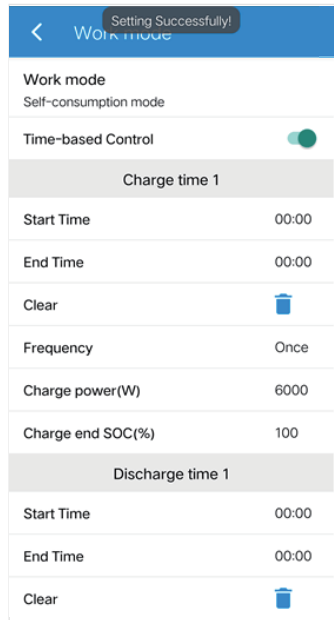 Setting Successfully!
Work mode
Work mode
Self-consumption mode
Time-based Control
Charge time 1
Start Time 00:00
End Time 00:00
Clear
Frequency Once
Charge power(W) 6000
Charge end SOC(%) 100
Discharge time 1
Start Time 00:00
End Time 00:00
Clear